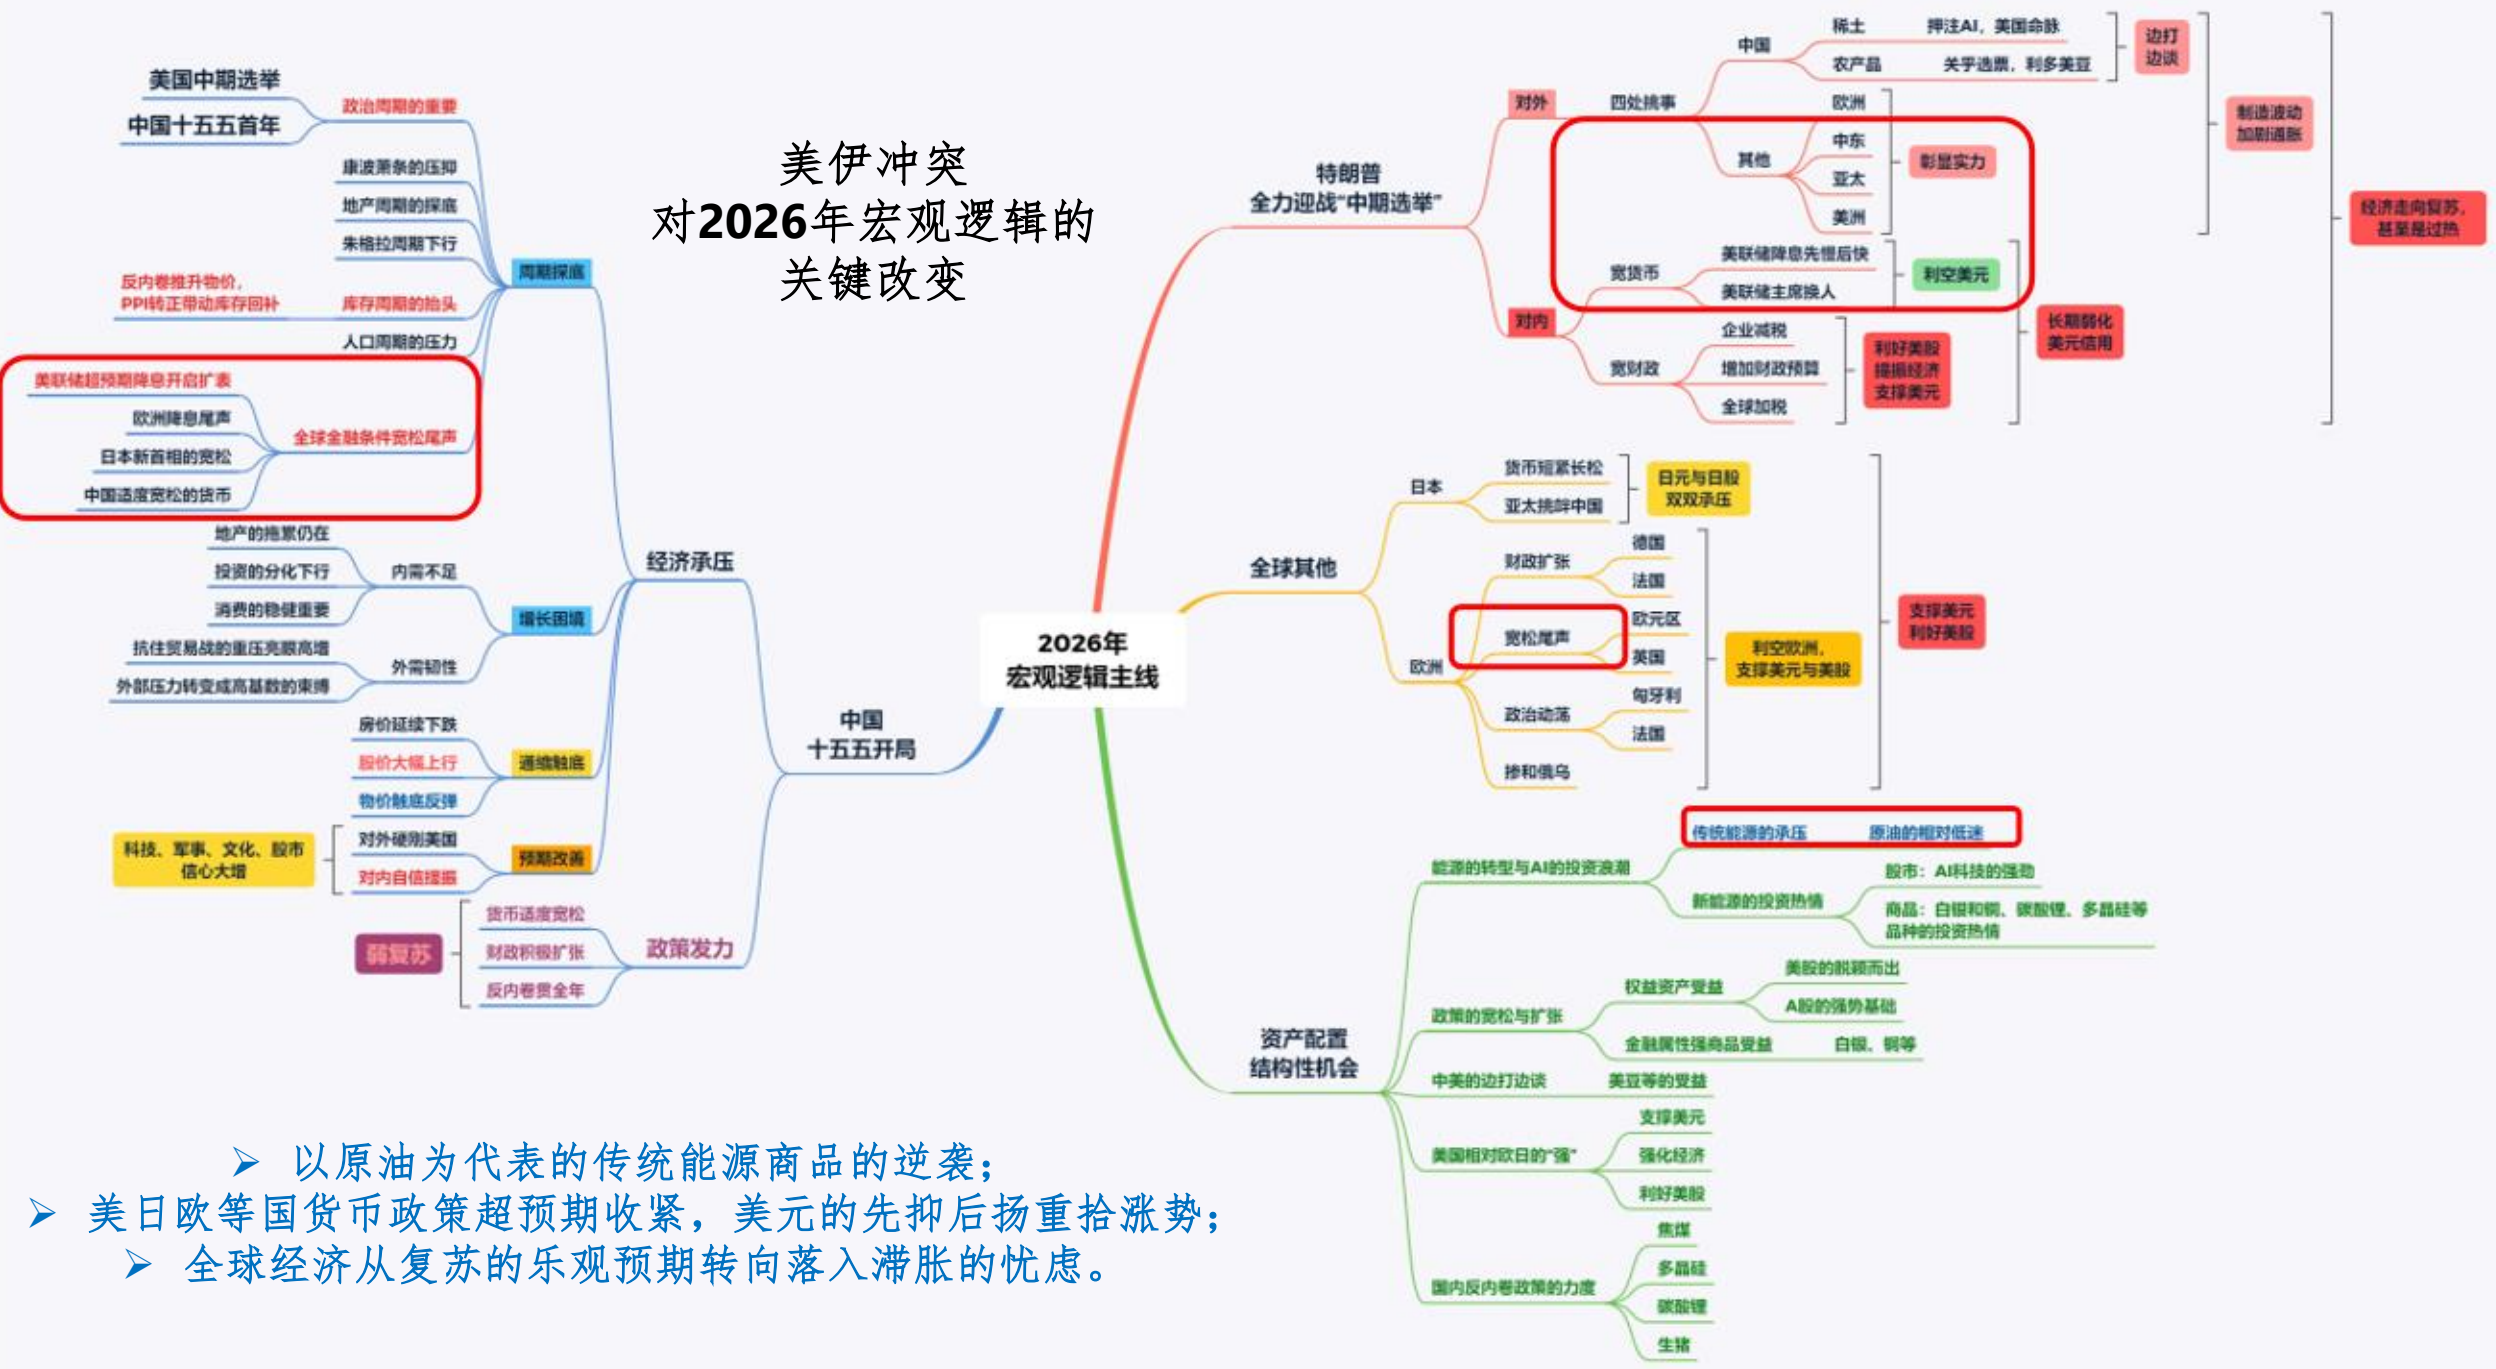 美伊冲突
对2026年宏观逻辑的
关键改变
2026年
宏观逻辑主线
特朗普
全力迎战“中期选举”
对外
四处挑事
中国
稀土
押注AI，美国命脉
农产品
关乎选票，利多美豆
边打
边谈
其他
欧洲
中东
亚太
美洲
彰显实力
制造波动
加剧通胀
对内
宽货币
美联储降息先慢后快
美联储主席换人
利空美元
宽财政
企业减税
增加财政预算
全球加税
利好美股
提振经济
支撑美元
长期弱化
美元信用
经济走向复苏，
甚至是过热
全球其他
日本
货币短紧长松
亚太挑衅中国
日元与日股
双双承压
欧洲
财政扩张
德国
法国
宽松尾声
欧元区
英国
政治动荡
匈牙利
法国
掺和俄乌
利空欧洲，
支撑美元与美股
支撑美元
利好美股
资产配置
结构性机会
能源的转型与AI的投资浪潮
传统能源的承压
原油的相对低迷
新能源的投资热情
股市：AI科技的强劲
商品：白银和铜、碳酸锂、多晶硅等
品种的投资热情
政策的宽松与扩张
权益资产受益
美股的脱颖而出
A股的强势基础
金融属性强商品受益
白银、铜等
中美的边打边谈
美豆等的受益
美国相对欧日的“强”
支撑美元
强化经济
利好美股
国内反内卷政策的力度
焦煤
多晶硅
碳酸锂
生猪
中国
十五五开局
经济承压
周期探底
政治周期的重要
美国中期选举
中国十五五首年
康波萧条的压抑
地产周期的探底
朱格拉周期下行
库存周期的抬头
反内卷推升物价，
PPI转正带动库存回补
人口周期的压力
全球金融条件宽松尾声
美联储超预期降息开启扩表
欧洲降息尾声
日本新首相的宽松
中国适度宽松的货币
增长困境
内需不足
地产的拖累仍在
投资的分化下行
消费的稳健重要
外需韧性
抗住贸易战的重压亮眼高增
外部压力转变成高基数的束缚
通缩触底
房价延续下跌
股价大幅上行
物价触底反弹
预期改善
对外硬刚美国
对内自信提振
科技、军事、文化、股市
信心大增
政策发力
货币适度宽松
财政积极扩张
反内卷贯全年
弱复苏
➢ 以原油为代表的传统能源商品的逆袭；
➢ 美日欧等国货币政策超预期收紧，美元的先抑后扬重拾涨势；
➢ 全球经济从复苏的乐观预期转向落入滞胀的忧虑。